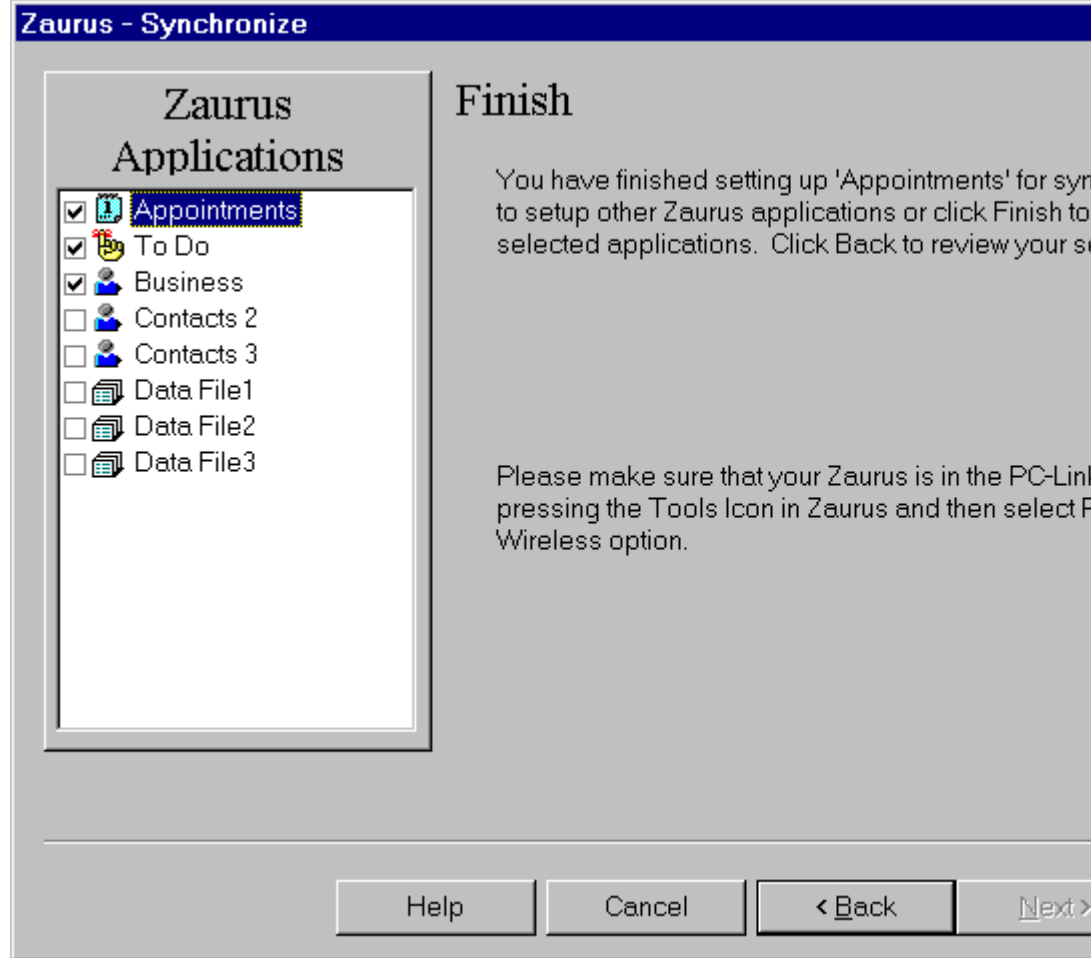 Zaurus - Synchronize
Zaurus
Applications
Appointments
To Do
Business
Contacts 2
Contacts 3
Data File1
Data File2
Data File3
Finish
You have finished setting up 'Appointments' for syn
to setup other Zaurus applications or click Finish to
selected applications.  Click Back to review your se
Please make sure that your Zaurus is in the PC-Link
pressing the Tools Icon in Zaurus and then select P
Wireless option.
Help
Cancel
< Back
Next >